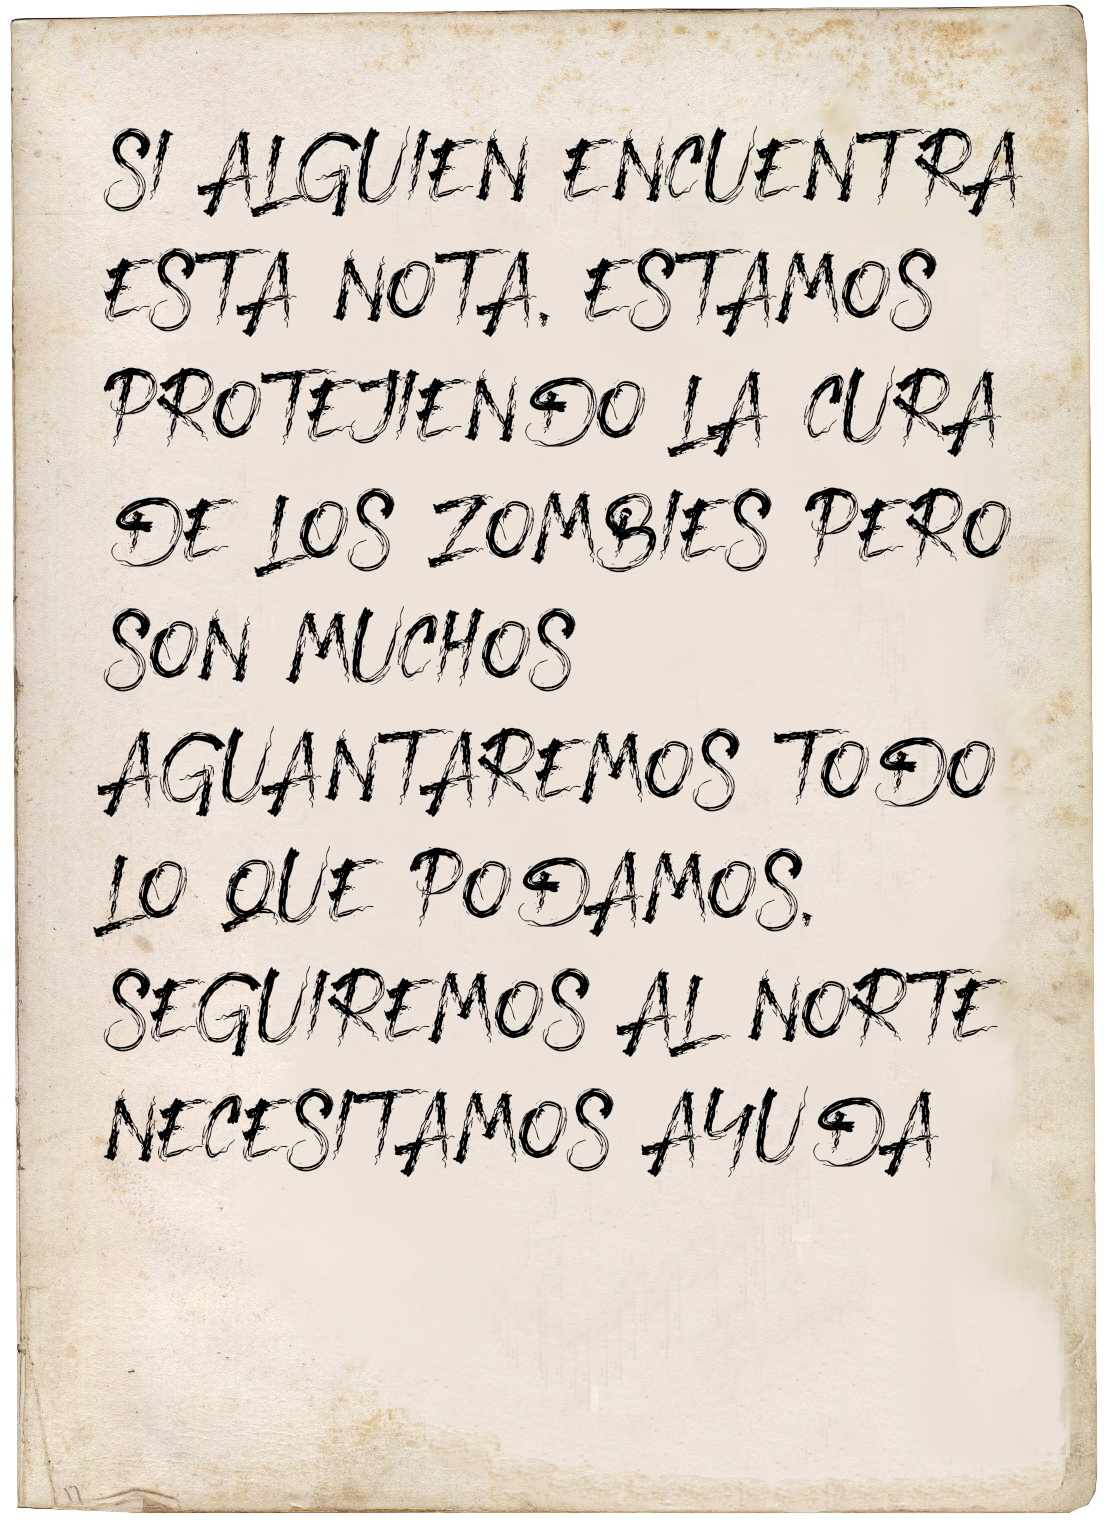 SI ALGUIEN ENCUENTRA
ESTA NOTA. ESTAMOS
PROTEJIENDO LA CURA
DE LOS ZOMBIES PERO
SON MUCHOS
AGUANTAREMOS TODO
LO QUE PODAMOS.
SEGUIREMOS AL NORTE
NECESITAMOS AYUDA